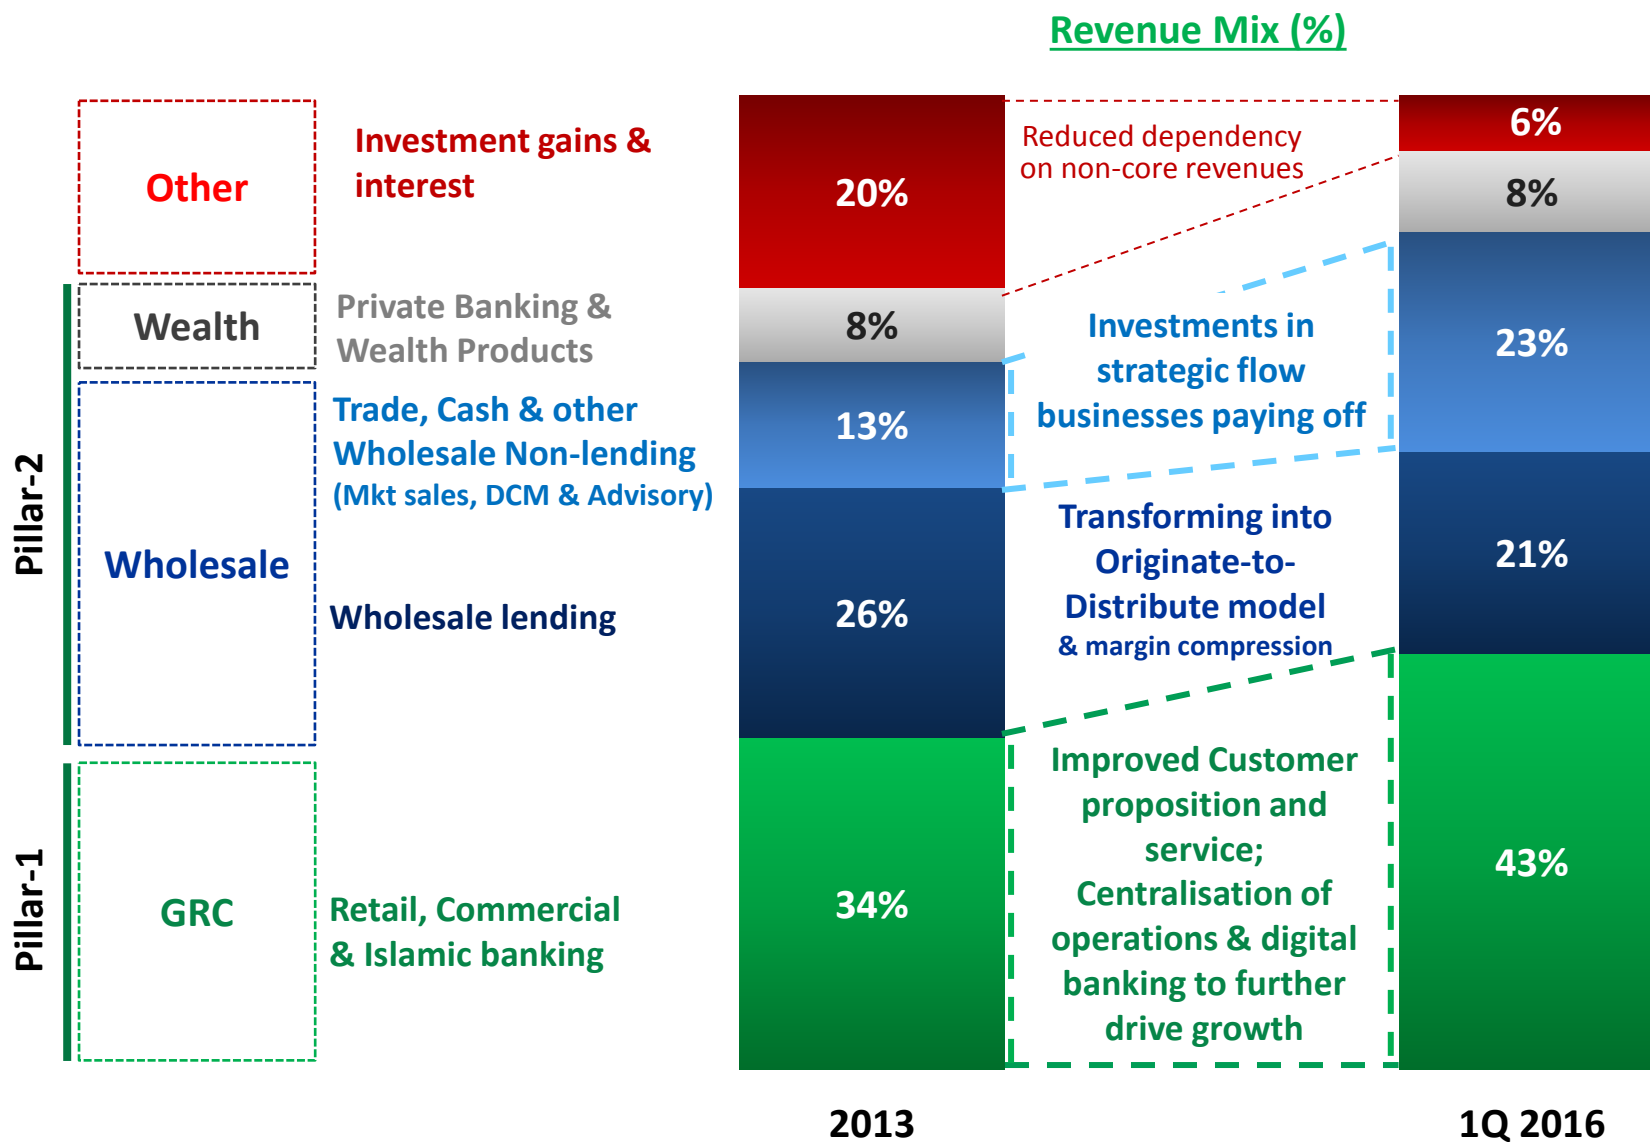 Revenue Mix (%)
Pillar-2
Pillar-1
Other
Investment gains &
interest
Wealth
Private Banking &
Wealth Products
Wholesale
Trade, Cash & other
Wholesale Non-lending
(Mkt sales, DCM & Advisory)
Wholesale lending
GRC
Retail, Commercial
& Islamic banking
20%
8%
13%
26%
34%
2013
Reduced dependency
on non-core revenues
Investments in
strategic flow
businesses paying off
Transforming into
Originate-to-
Distribute model
& margin compression
Improved Customer
proposition and
service;
Centralisation of
operations & digital
banking to further
drive growth
6%
8%
23%
21%
43%
1Q 2016